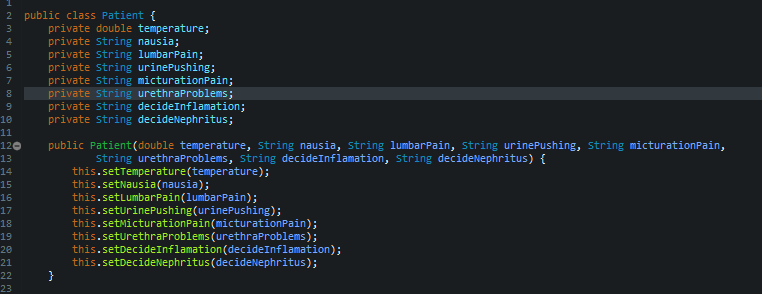 1
2 public class Patient {
3     private double temperature;
4     private String nausia;
5     private String lumbarPain;
6     private String urinePushing;
7     private String micturationPain;
8     private String urethraProblems;
9     private String decideInflamation;
10     private String decideNephritus;
11
12     public Patient(double temperature, String nausia, String lumbarPain, String urinePushing, String micturationPain,
13             String urethraProblems, String decideInflamation, String decideNephritus) {
14         this.setTemperature(temperature);
15         this.setNausia(nausia);
16         this.setLumbarPain(lumbarPain);
17         this.setUrinePushing(urinePushing);
18         this.setMicturationPain(micturationPain);
19         this.setUrethraProblems(urethraProblems);
20         this.setDecideInflamation(decideInflamation);
21         this.setDecideNephritus(decideNephritus);
22     }
23